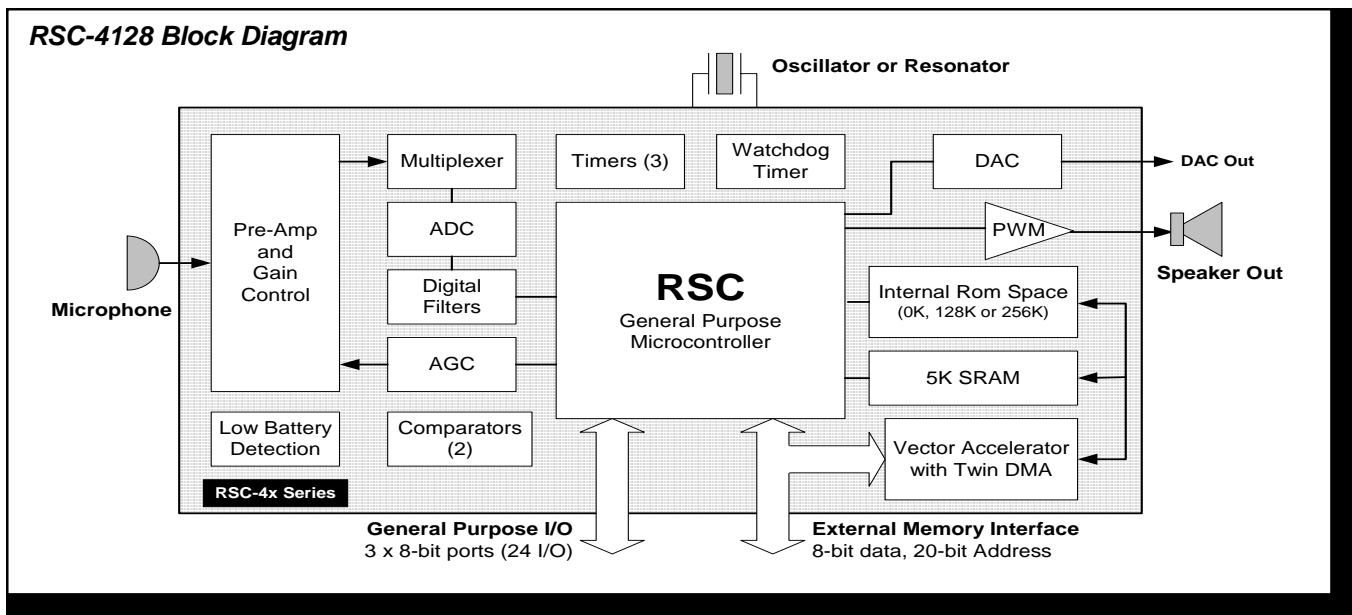 RSC-4128 Block Diagram
Oscillator or Resonator
Pre-Amp
and
Gain
Control
Multiplexer
Timers (3)
Watchdog
Timer
DAC
DAC Out
ADC
PWM
Speaker Out
Microphone
Digital
Filters
RSC
General Purpose
Microcontroller
Internal Rom Space
(0K, 128K or 256K)
AGC
5K SRAM
Low Battery
Detection
Comparators
(2)
Vector Accelerator
with Twin DMA
RSC-4x Series
General Purpose I/O
3 x 8-bit ports (24 I/O)
External Memory Interface
8-bit data, 20-bit Address